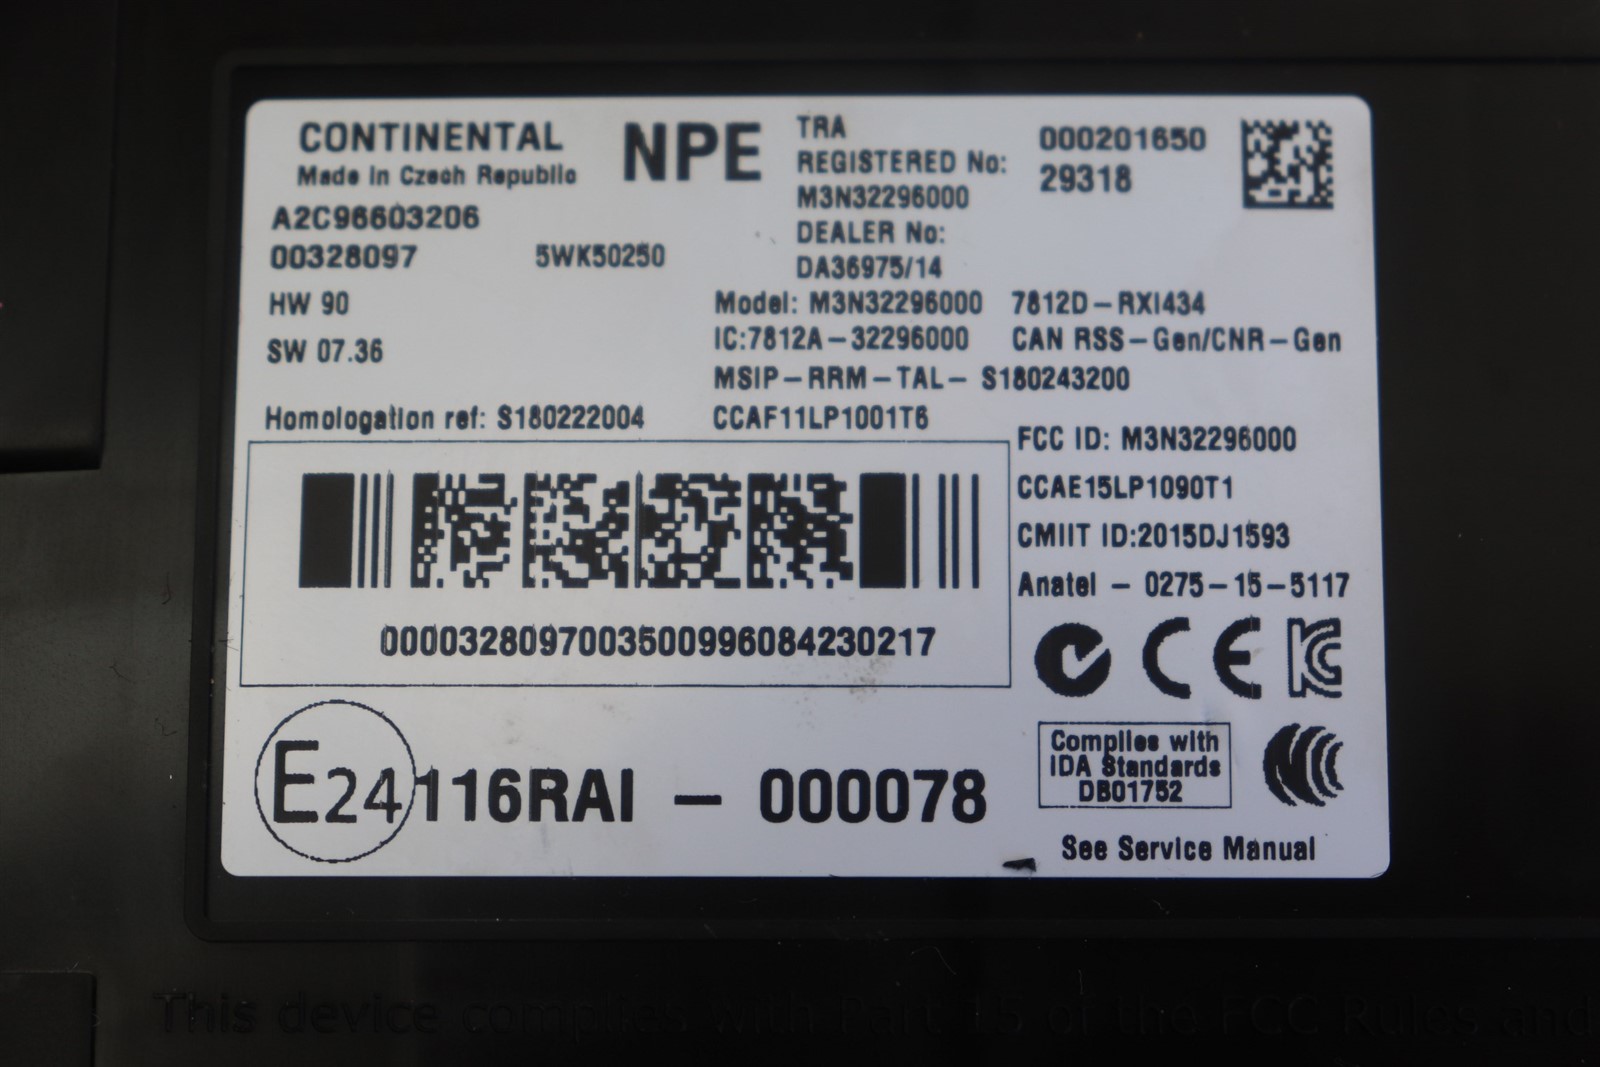 CONTINENTAL
Made in Czech Republic
NPE
A2C96603206
00328097 5WK50250
HW 90
SW 07.36
Homologation ref: S180222004
TRA
REGISTERED No:
M3N32296000
DEALER No:
DA36975/14
000201650
29318
Model: M3N32296000 7812D-RXI434
IC:7812A-32296000 CAN RSS-Gen/CNR-Gen
MSIP-RRM-TAL- S180243200
CCAF11LP1001T6
FCC ID: M3N32296000
CCAE15LP1090T1
CMIIT ID:2015DJ1593
Anatel - 0275-15-5117
0000328097003500996084230217
CE
E24 116RAI - 000078
Complies with
IDA Standards
DB01752
See Service Manual
This device complies with Part 15 of the FCC Rules and